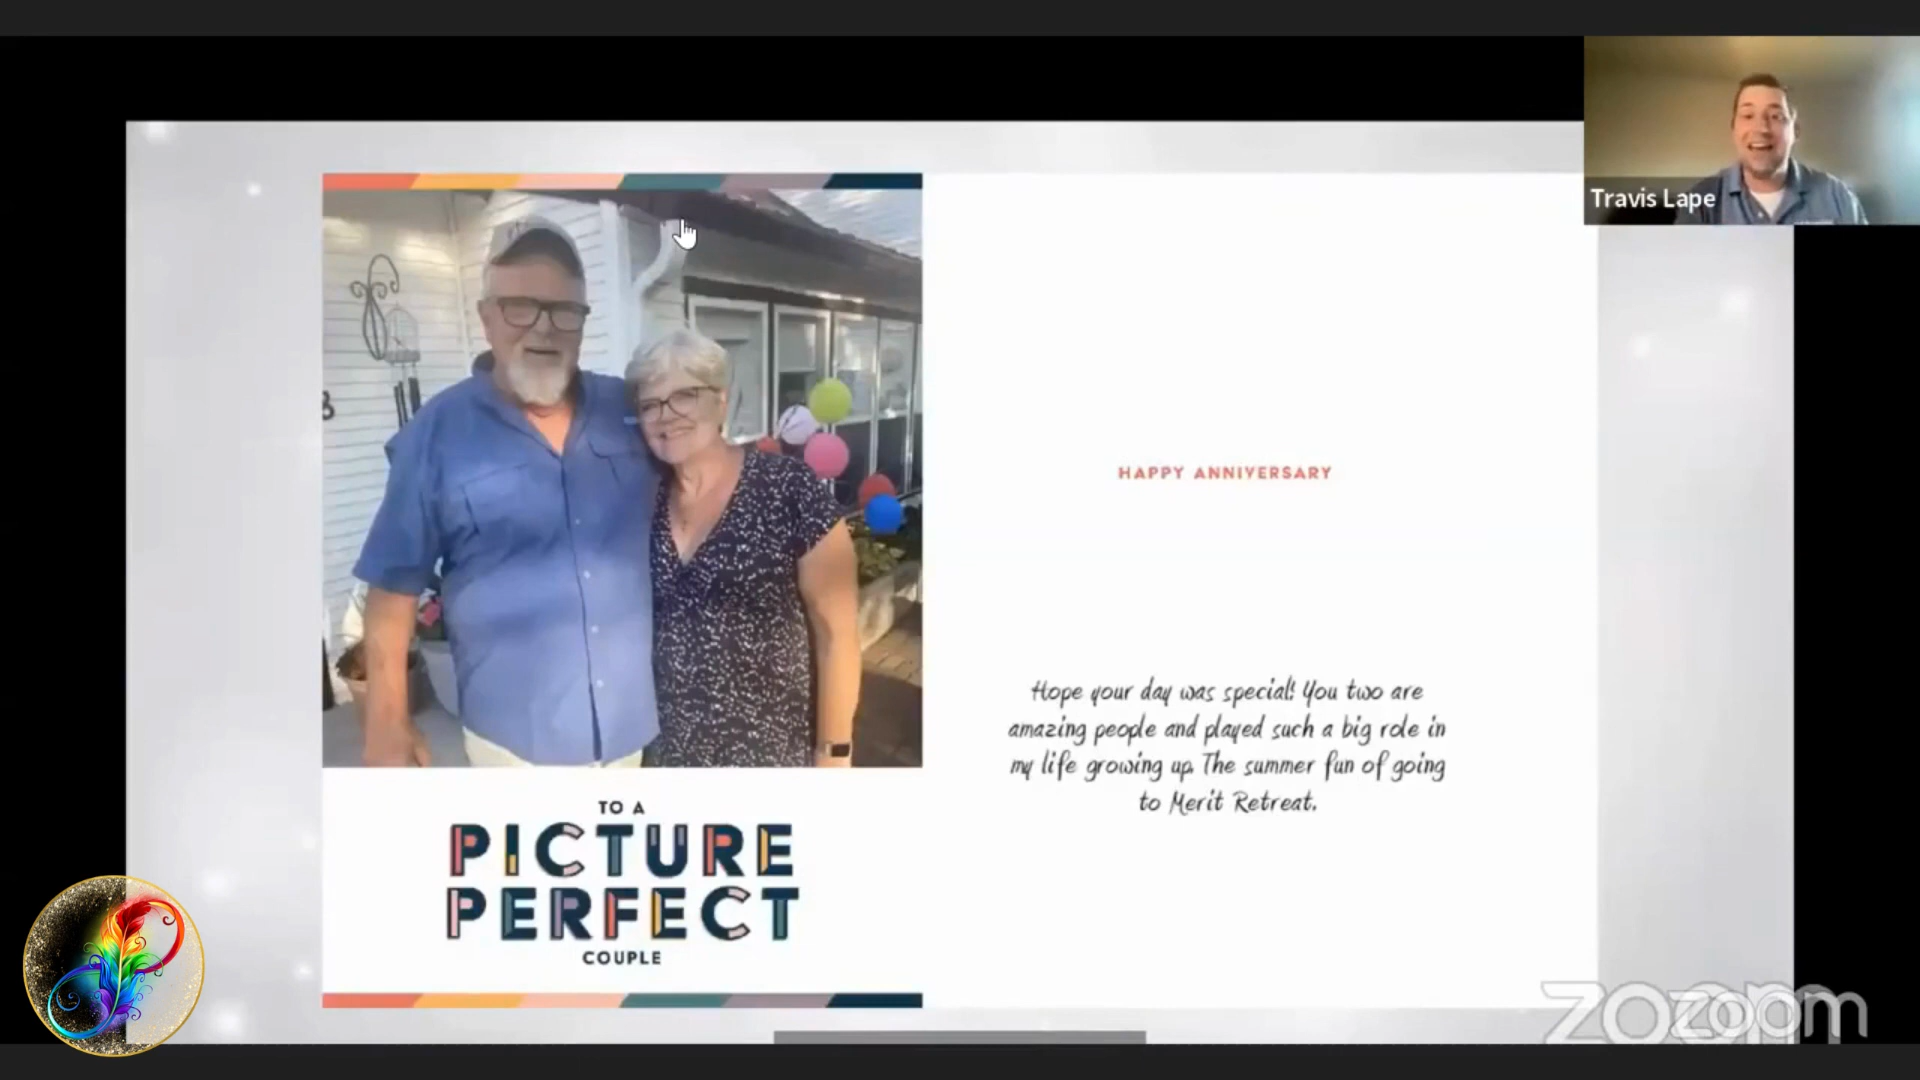 Travis Lape
HAPPY ANNIVERSARY
Hope your day was special! You two are
amazing people and played such a big role in
my life growing up. The summer fun of going
to Merit Retreat.
TO A
PICTURE
PERFECT
COUPLE
zoom